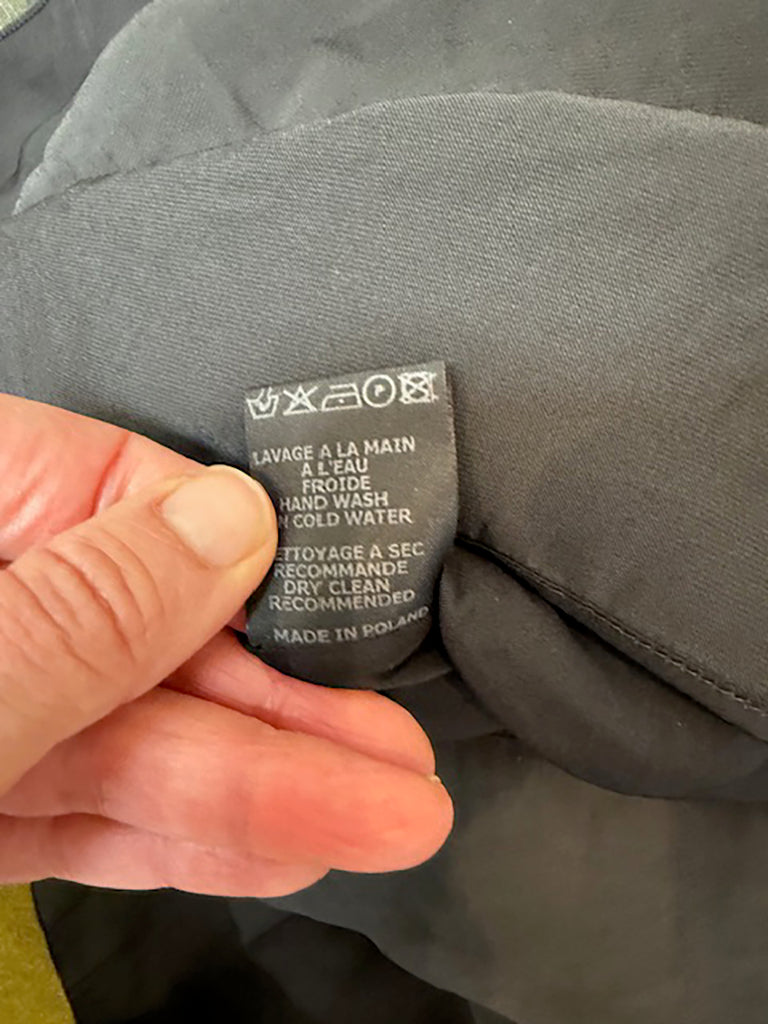 P
LAVAGE A LA MAIN
A L'EAU
FROIDE
HAND WASH
COLD WATER
A SEC
RECOMMANDE
DRY CLEAN
RECOMMENDED
MADE IN POLAND